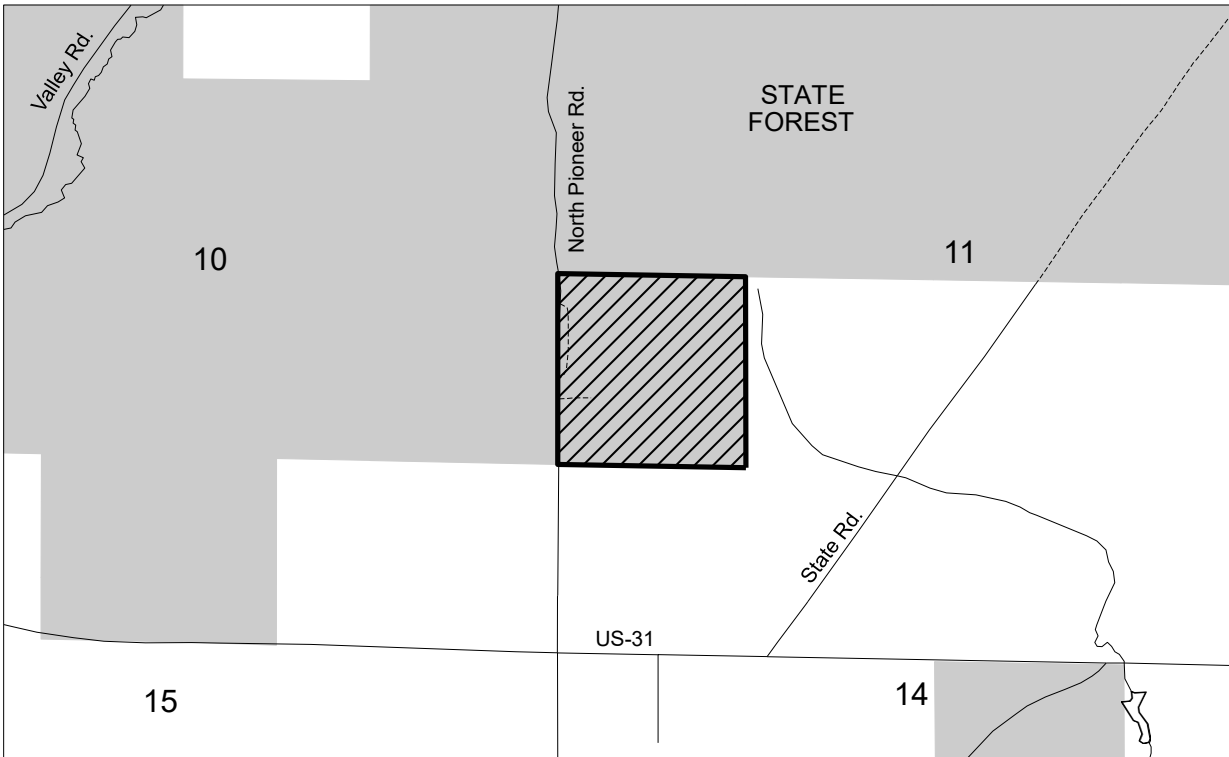 Valley Rd.
North Pioneer Rd.
STATE
FOREST
10
11
State Rd.
US-31
15
14